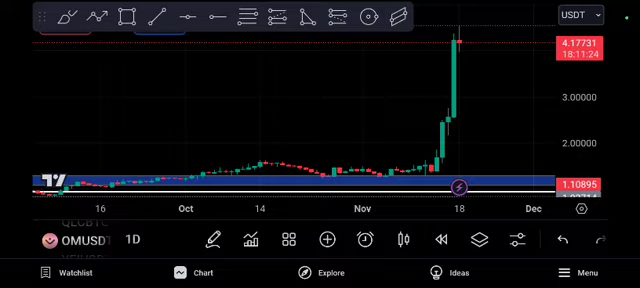 USDT
4.17731
18:11:24
3.00000
2.00000
1.10895
16 Oct 14 Nov 18 Dec
OMUSDT 1D
Watchlist Chart Explore Ideas Menu